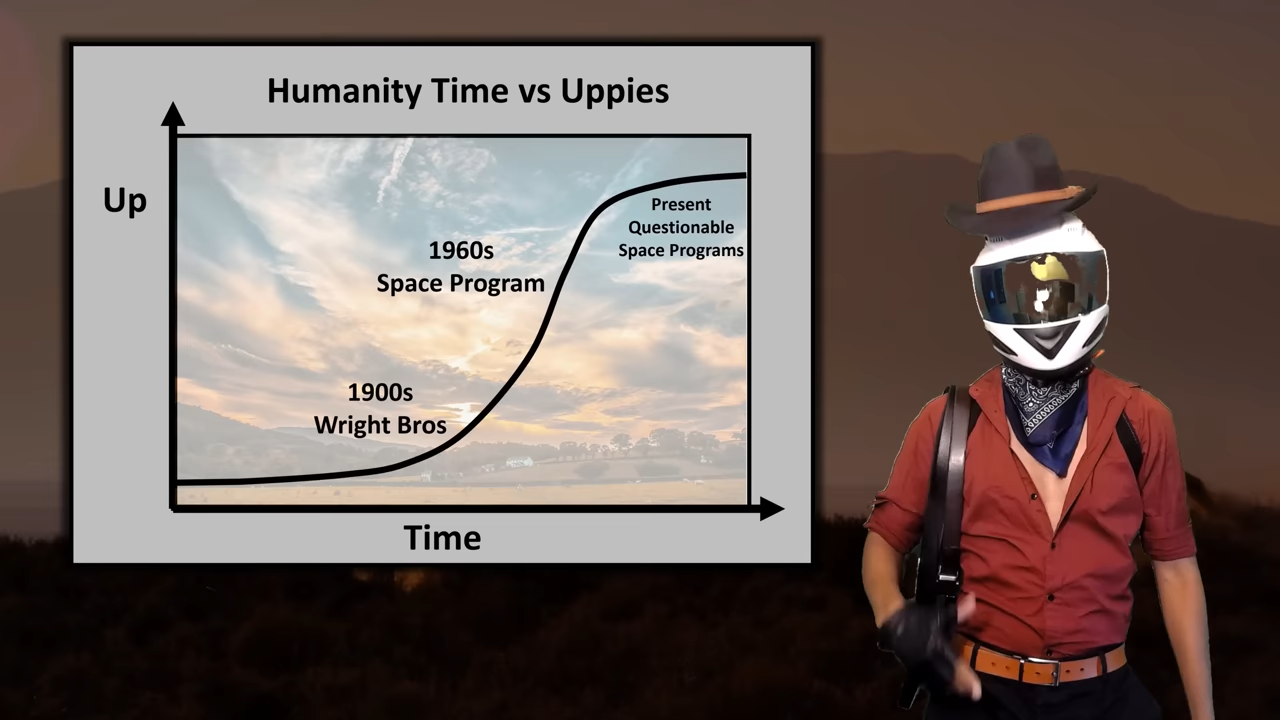 Humanity Time vs Uppies
Up
1960s
Space Program
Present
Questionable
Space Programs
1900s
Wright Bros
Time